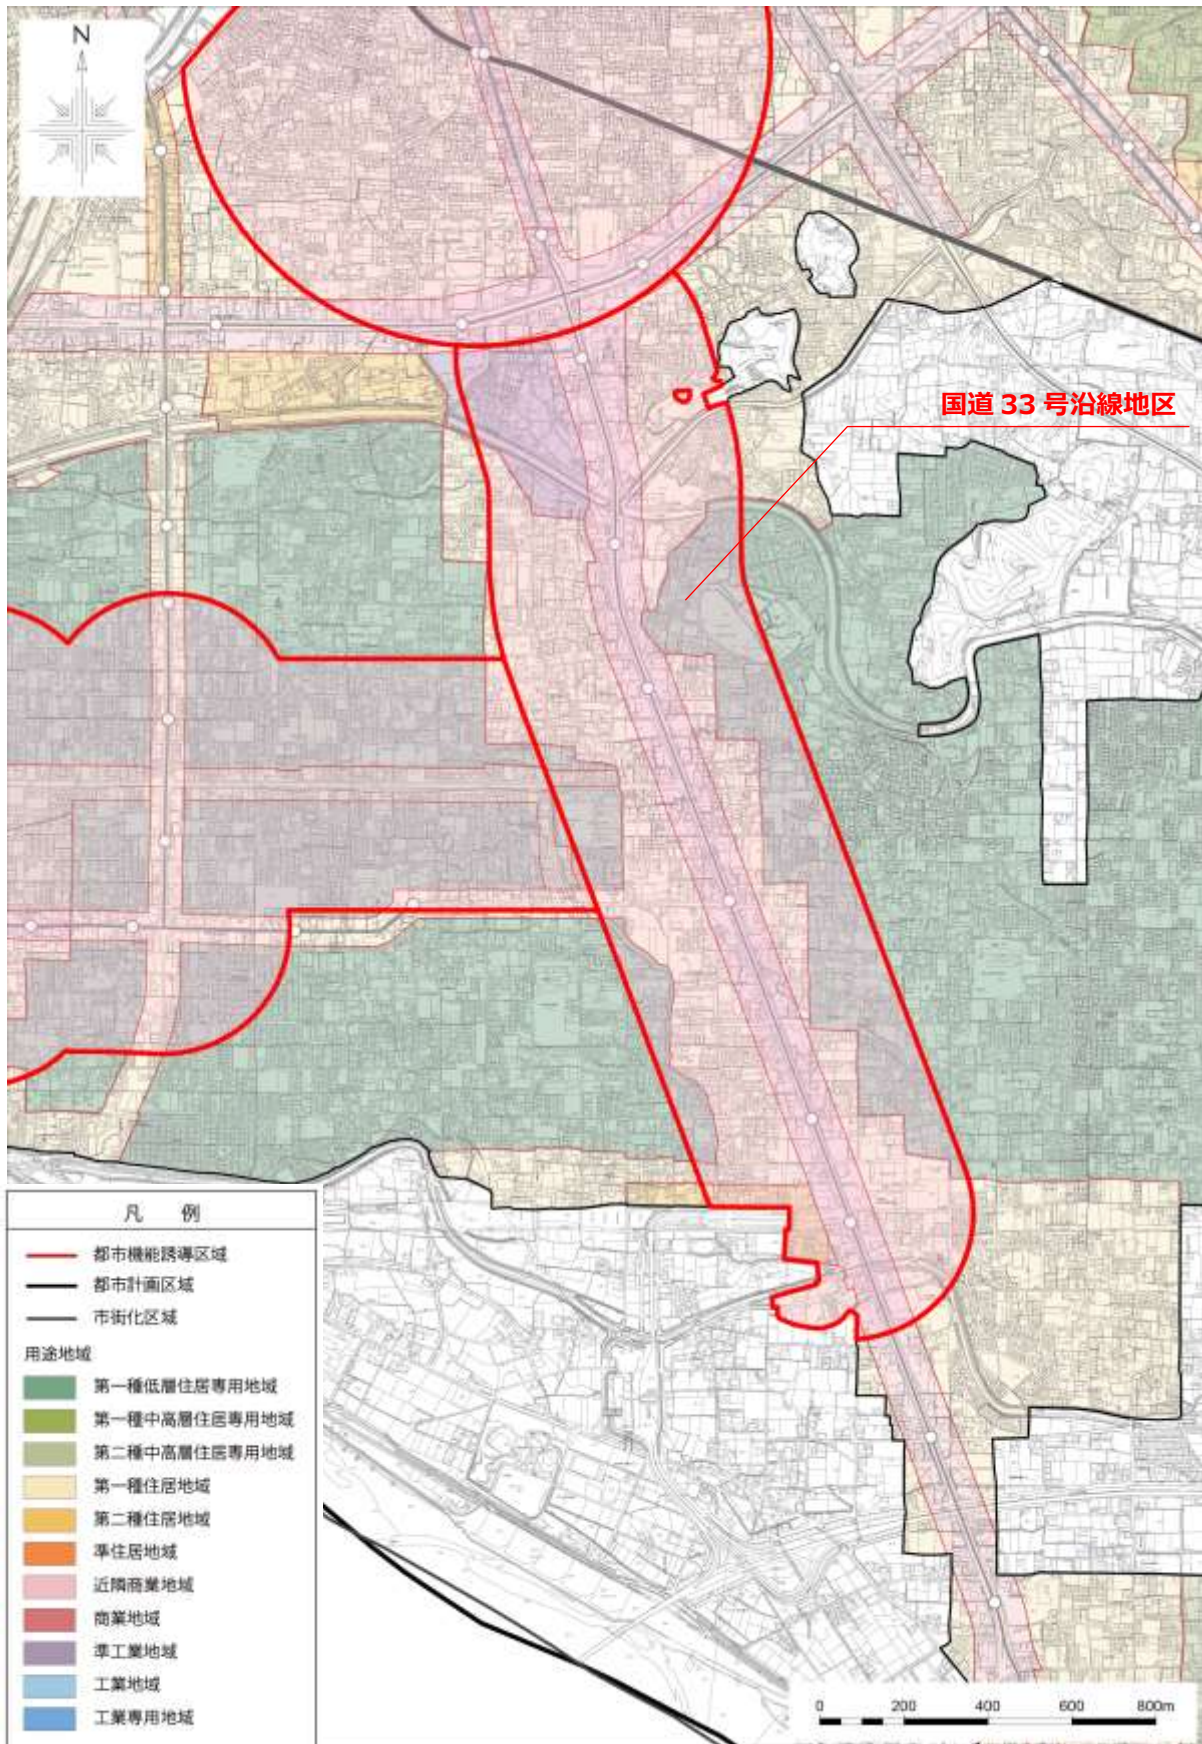 N
国道 33 号沿線地区
凡 例
都市機能誘導区域
都市計画区域
市街化区域
用途地域
第一種低層住居専用地域
第一種中高層住居専用地域
第二種中高層住居専用地域
第一種住居地域
第二種住居地域
準住居地域
近隣商業地域
商業地域
準工業地域
工業地域
工業専用地域
0 200 400 600 800m